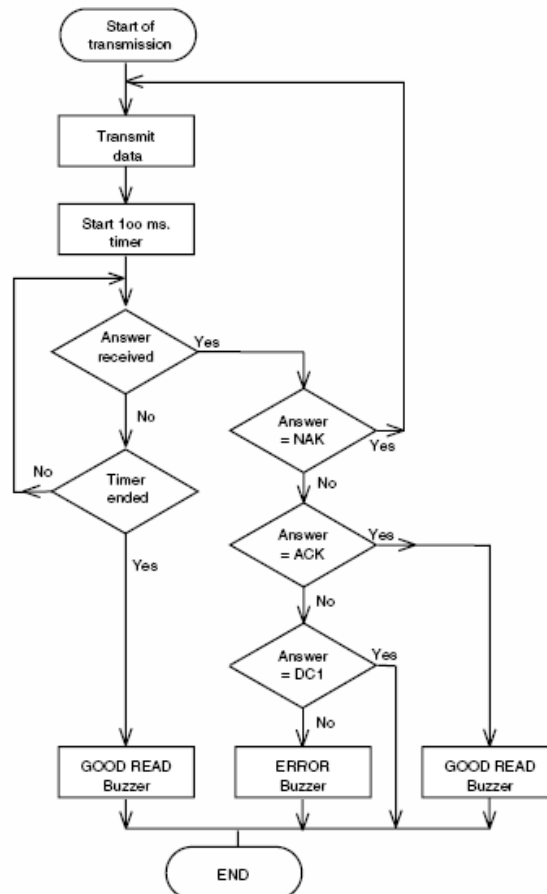 Start of
transmission
Transmit
data
Start 1oo ms.
timer
Answer
received
Yes
No
Answer
= NAK
Yes
No
No
Timer
ended
Yes
Answer
= ACK
Yes
No
Answer
= DC1
Yes
No
GOOD READ
Buzzer
ERROR
Buzzer
GOOD READ
Buzzer
END